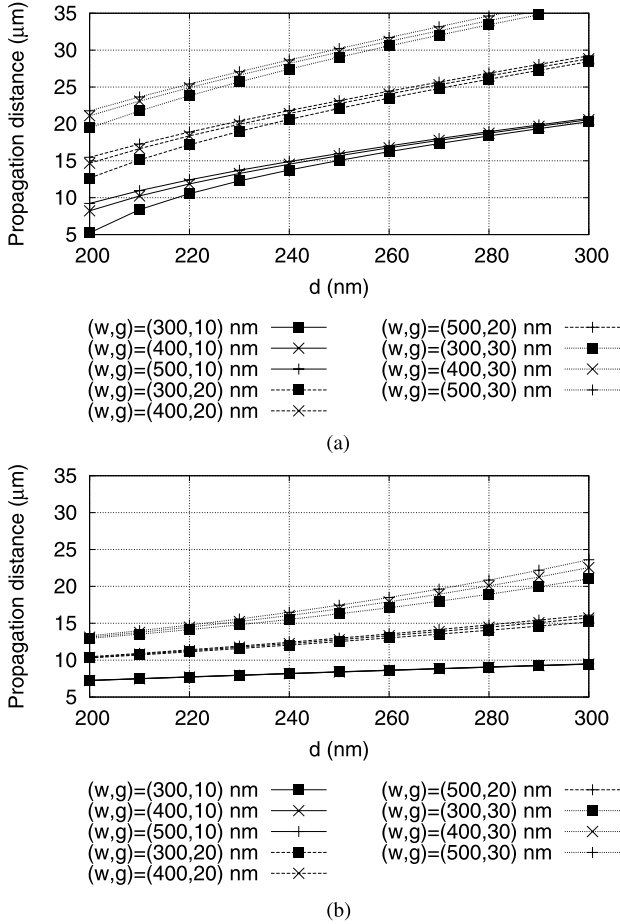 35
30
25
20
15
10
5
Propagation distance (μm)
200 220 240 260 280 300
d (nm)
(w,g)=(300,10) nm (w,g)=(500,20) nm
(w,g)=(400,10) nm (w,g)=(300,30) nm
(w,g)=(500,10) nm (w,g)=(400,30) nm
(w,g)=(300,20) nm (w,g)=(500,30) nm
(w,g)=(400,20) nm
(a)
35
30
25
20
15
10
5
Propagation distance (μm)
200 220 240 260 280 300
d (nm)
(w,g)=(300,10) nm (w,g)=(500,20) nm
(w,g)=(400,10) nm (w,g)=(300,30) nm
(w,g)=(500,10) nm (w,g)=(400,30) nm
(w,g)=(300,20) nm (w,g)=(500,30) nm
(w,g)=(400,20) nm
(b)